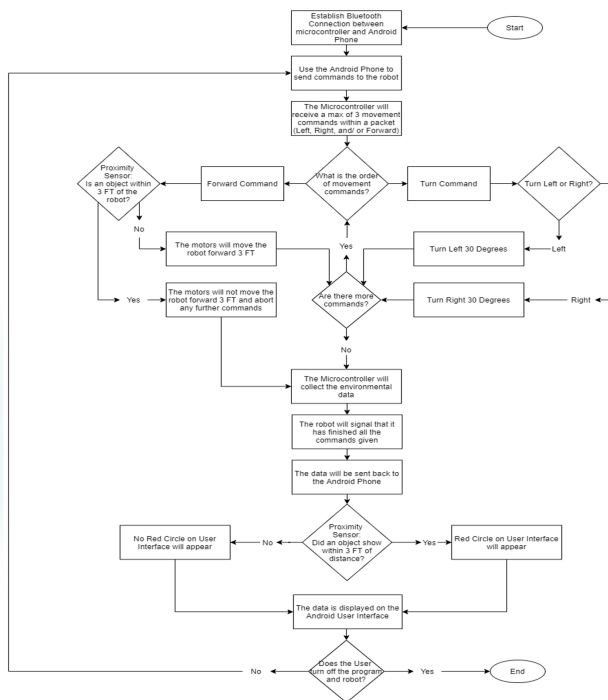 Establish Bluetooth
Connection between
microcontroller and Android
Phone
Start
Use the Android Phone to
send commands to the robot
The Microcontroller will
receive a max of 3 movement
commands within a packet
(Left, Right, and/ or Forward)
Proximity
Sensor:
Is an object within
3 FT of the
robot?
Forward Command
What is the order
of movement
commands?
Turn Command
Turn Left or Right?
No
The motors will move the
robot forward 3 FT
Yes
Turn Left 30 Degrees
Left
Yes
The motors will not move the
robot forward 3 FT and abort
any further commands
Are there more
commands?
Turn Right 30 Degrees
Right
No
The Microcontroller will
collect the environmental
data
The robot will signal that it
has finished all the
commands given
The data will be sent back to
the Android Phone
No Red Circle on User
Interface will appear
No
Proximity
Sensor:
Did an object show
within 3 FT of
distance?
Yes
Red Circle on User Interface
will appear
The data is displayed on the
Android User Interface
No
Does the User
turn off the program
and robot?
Yes
End